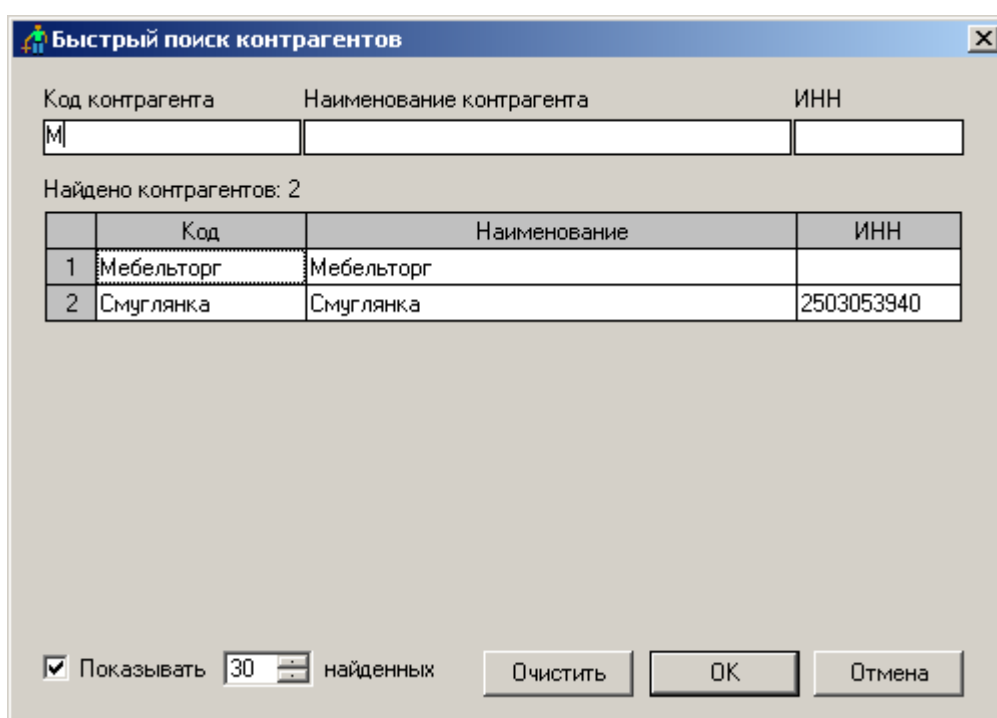 Быстрый поиск контрагентов
Код контрагента Наименование контрагента ИНН
М
Найдено контрагентов: 2
Код Наименование ИНН
1 Мебельторг Мебельторг
2 Смуглянка Смуглянка 2503053940
Показывать 30 найденных Очистить OK Отмена